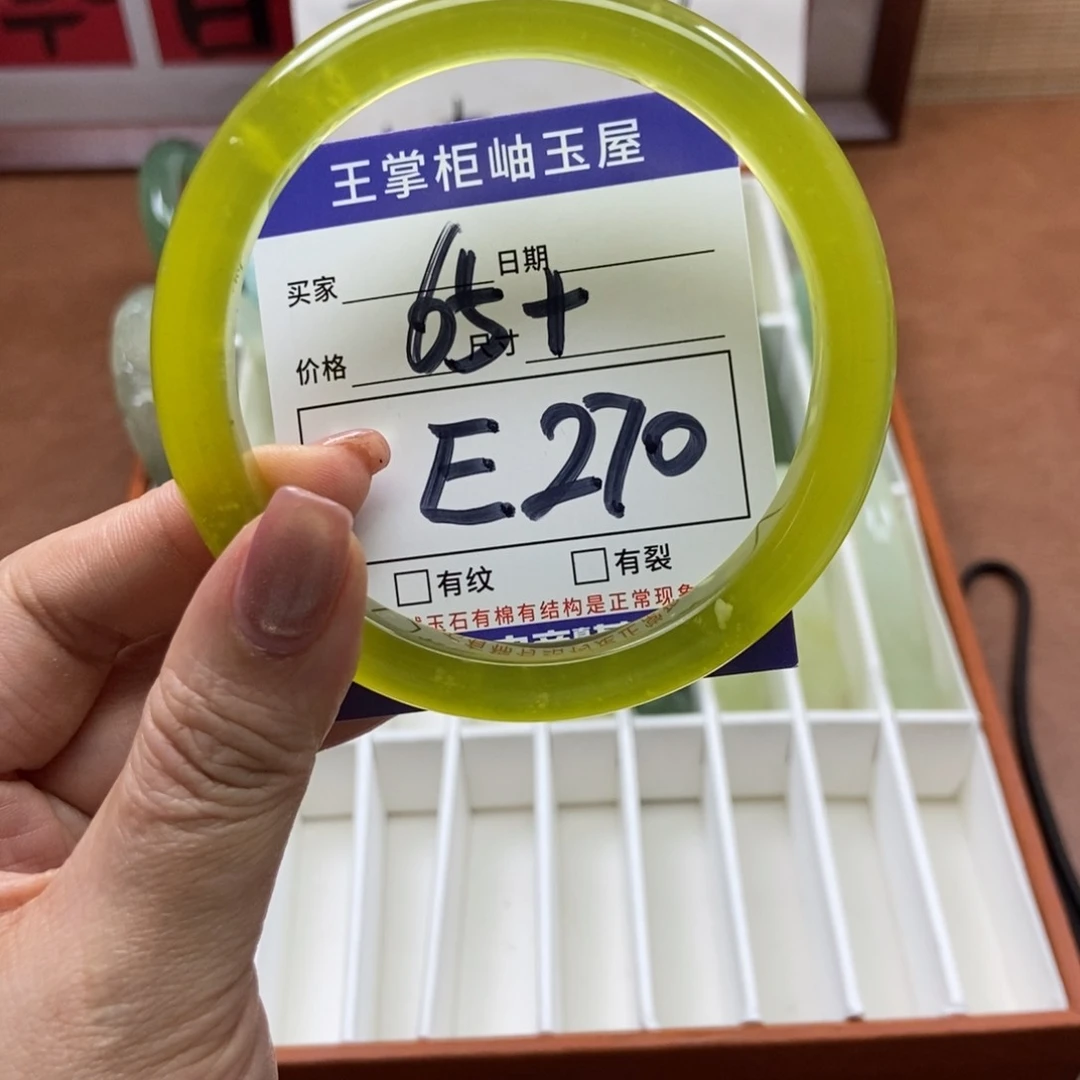 王掌柜岫玉屋
买家 日期
65+
价格 尺寸
E.270
有纹 有裂
玉石有棉有结构是正常现象